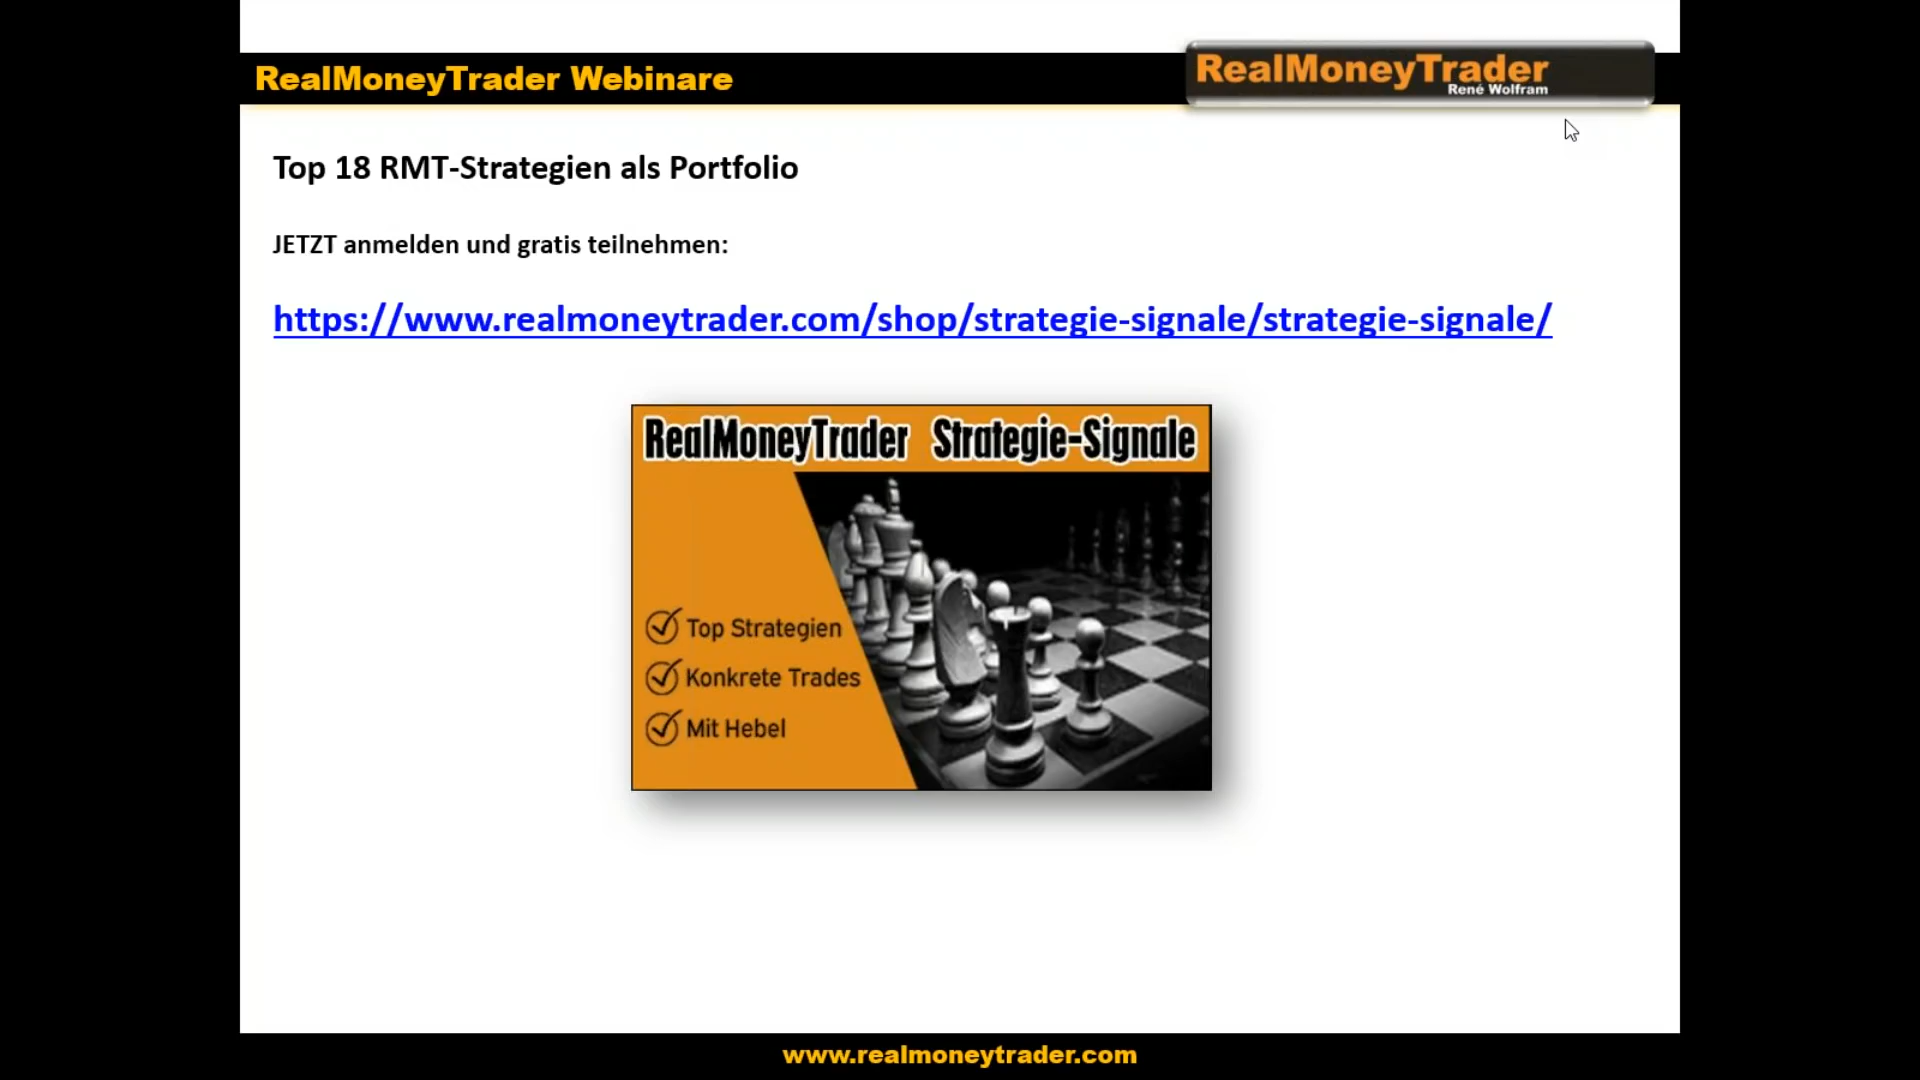 RealMoneyTrader Webinare
RealMoneyTrader
René Wolfram
Top 18 RMT-Strategien als Portfolio
JETZT anmelden und gratis teilnehmen:
https://www.realmoneytrader.com/shop/strategie-signale/strategie-signale/
RealMoneyTrader Strategie-Signale
Top Strategien
Konkrete Trades
Mit Hebel
www.realmoneytrader.com